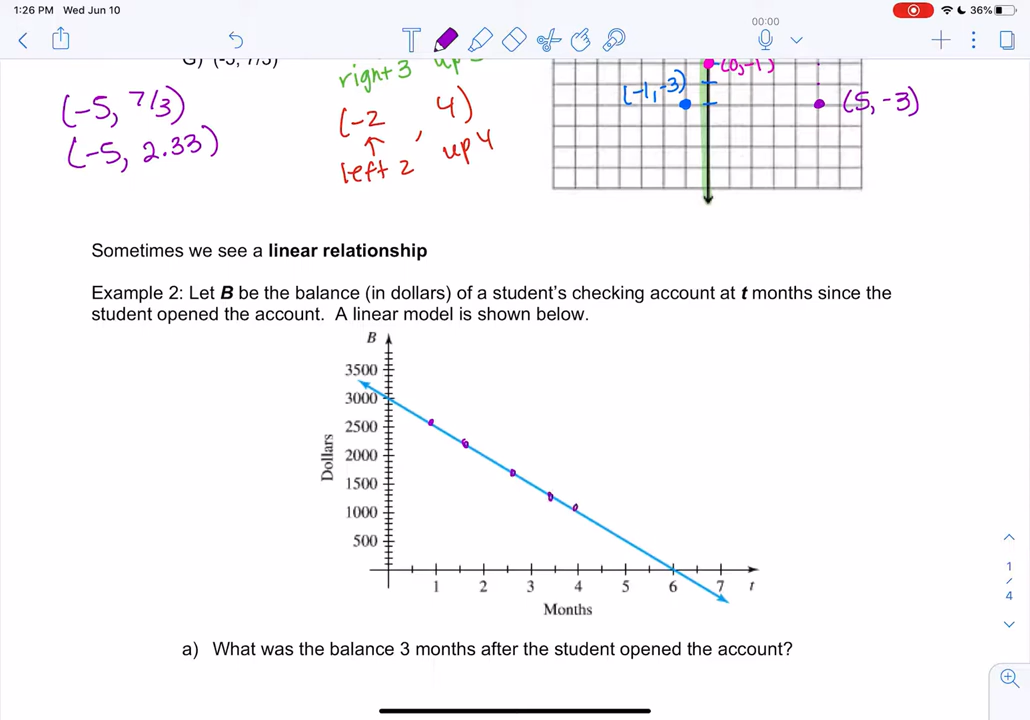 1:26 PM Wed Jun 10
36%
00:00
T
(-5, 7/3)
(-5, 2.33)
right 3 up
(-2 , 4)
left 2 up 4
(0,-1)
(-1,-3)
(5,-3)
Sometimes we see a linear relationship
Example 2: Let B be the balance (in dollars) of a student's checking account at t months since the
student opened the account. A linear model is shown below.
B
3500
3000
2500
2000
1500
1000
500
Dollars
1 2 3 4 5 6 7 t
Months
a) What was the balance 3 months after the student opened the account?
1
/
4